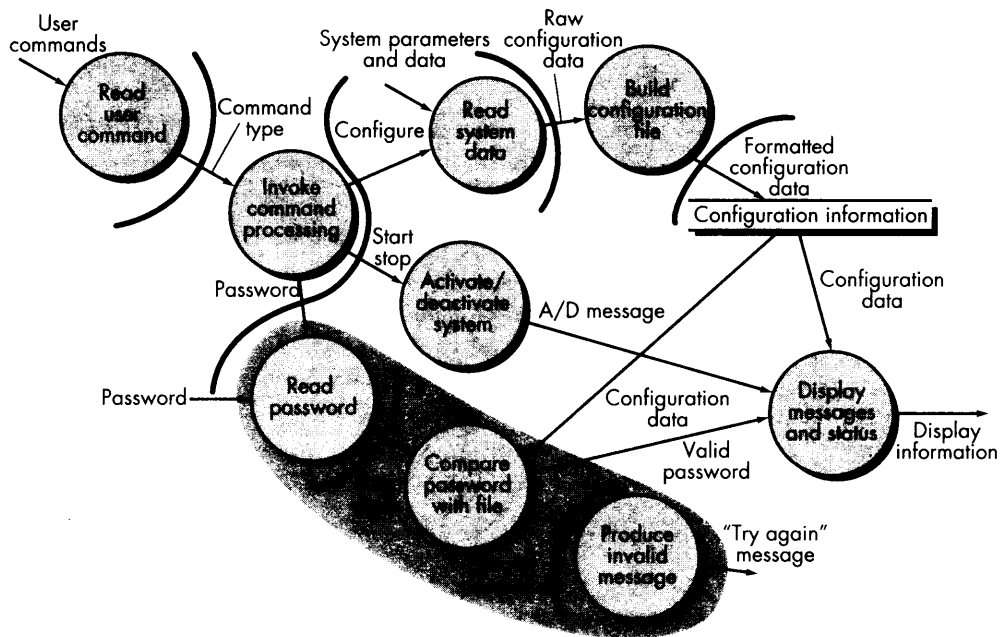 User
commands
Read
user
command
Command
type
Invoke
command
processing
System parameters
and data
Configure
Read
system
data
Raw
configuration
data
Build
configuration
file
Formatted
configuration
data
Configuration information
Start
stop
Activate/
deactivate
system
A/D message
Configuration
data
Password
Password
Read
password
Compare
password
with file
Configuration
data
Valid
password
Display
messages
and status
Display
information
Produce
invalid
message
“Try again”
message